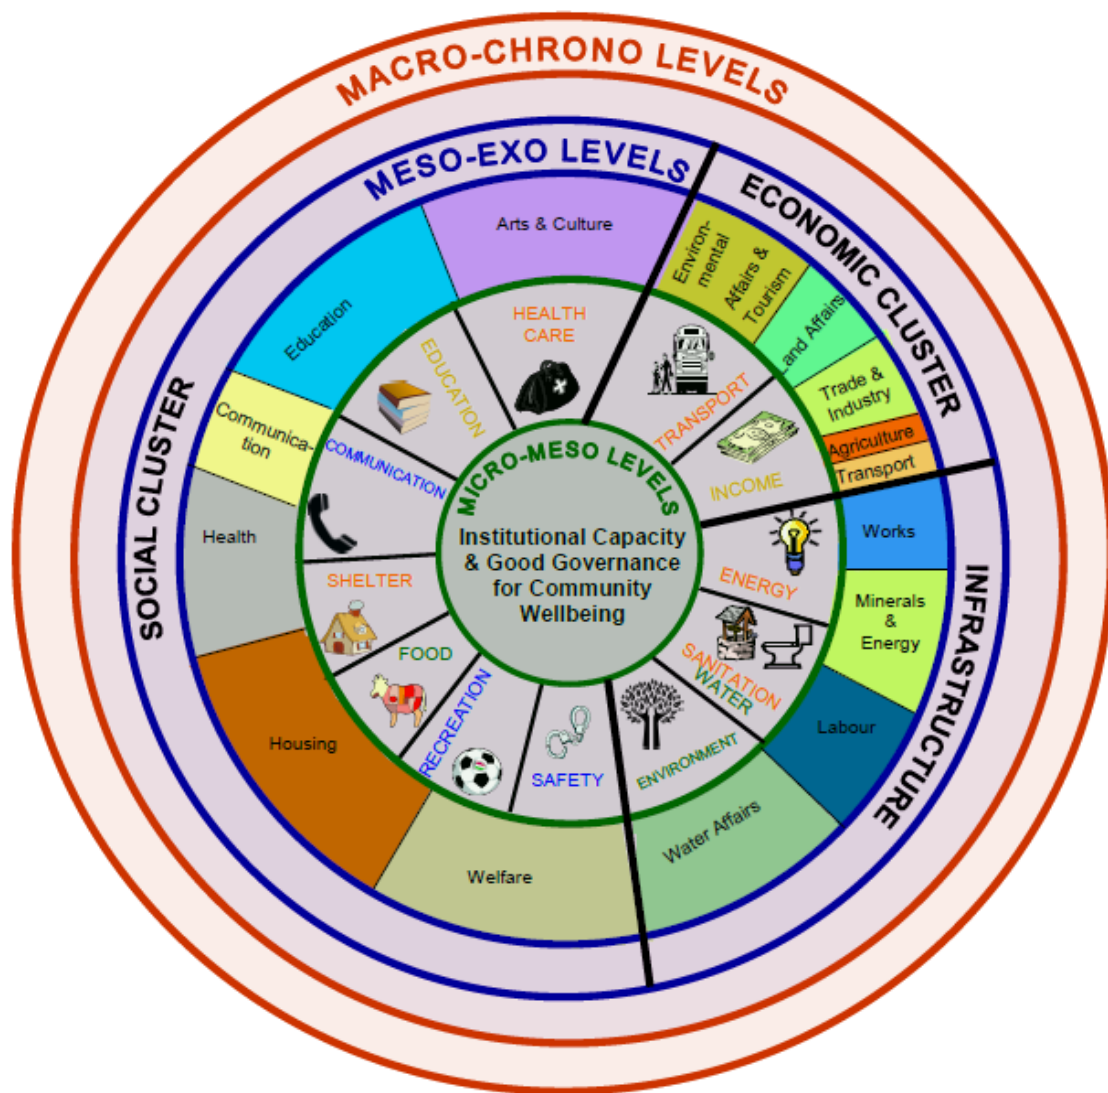 MACRO-CHRONO LEVELS
MESO-EXO LEVELS
ECONOMIC CLUSTER
INFRASTRUCTURE
SOCIAL CLUSTER
Arts & Culture
Environ-
mental
Affairs &
Tourism
Land Affairs
Trade &
Industry
Agriculture
Transport
Works
Minerals
&
Energy
Labour
Water Affairs
Welfare
Housing
Health
Communica-
tion
Education
HEALTH
CARE
TRANSPORT
INCOME
ENERGY
SANITATION
WATER
ENVIRONMENT
SAFETY
RECREATION
FOOD
SHELTER
COMMUNICATION
EDUCATION
MICRO-MESO LEVELS
Institutional Capacity
& Good Governance
for Community
Wellbeing